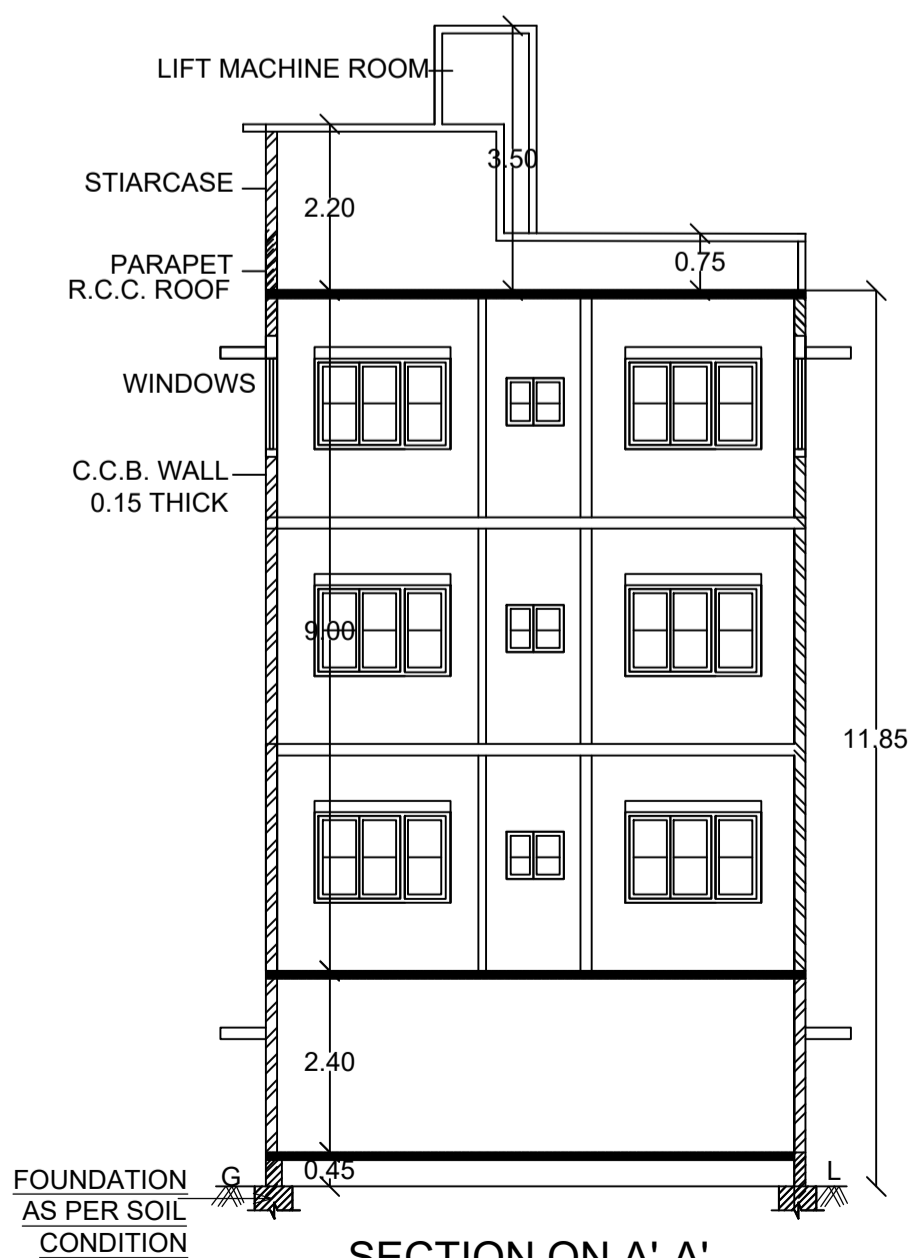 LIFT MACHINE ROOM
3.50
STIARCASE
2.20
PARAPET
0.75
R.C.C. ROOF
WINDOWS
C.C.B. WALL
0.15 THICK
9.00
11.85
2.40
0.45
FOUNDATION
AS PER SOIL
CONDITION
G
L
SECTION ON A' A'